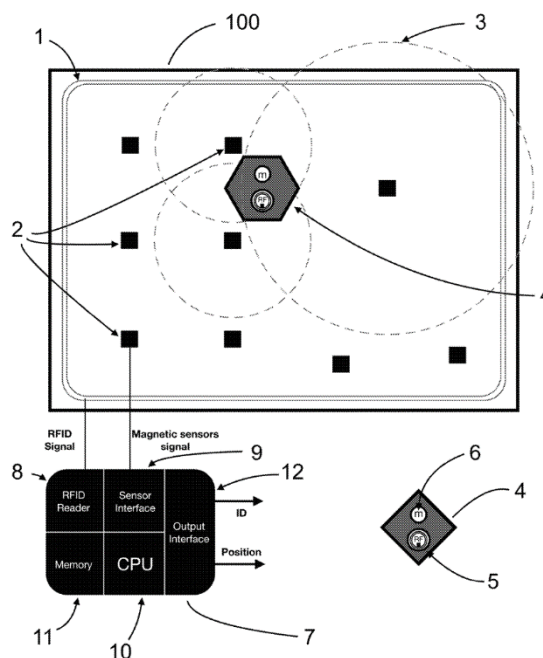 1
100
3
m
RF
2
4
RFID
Signal
Magnetic sensors
signal
9
8
12
6
RFID
Reader
Sensor
Interface
Output
Interface
ID
m
4
RF
5
Memory
CPU
Position
11
10
7